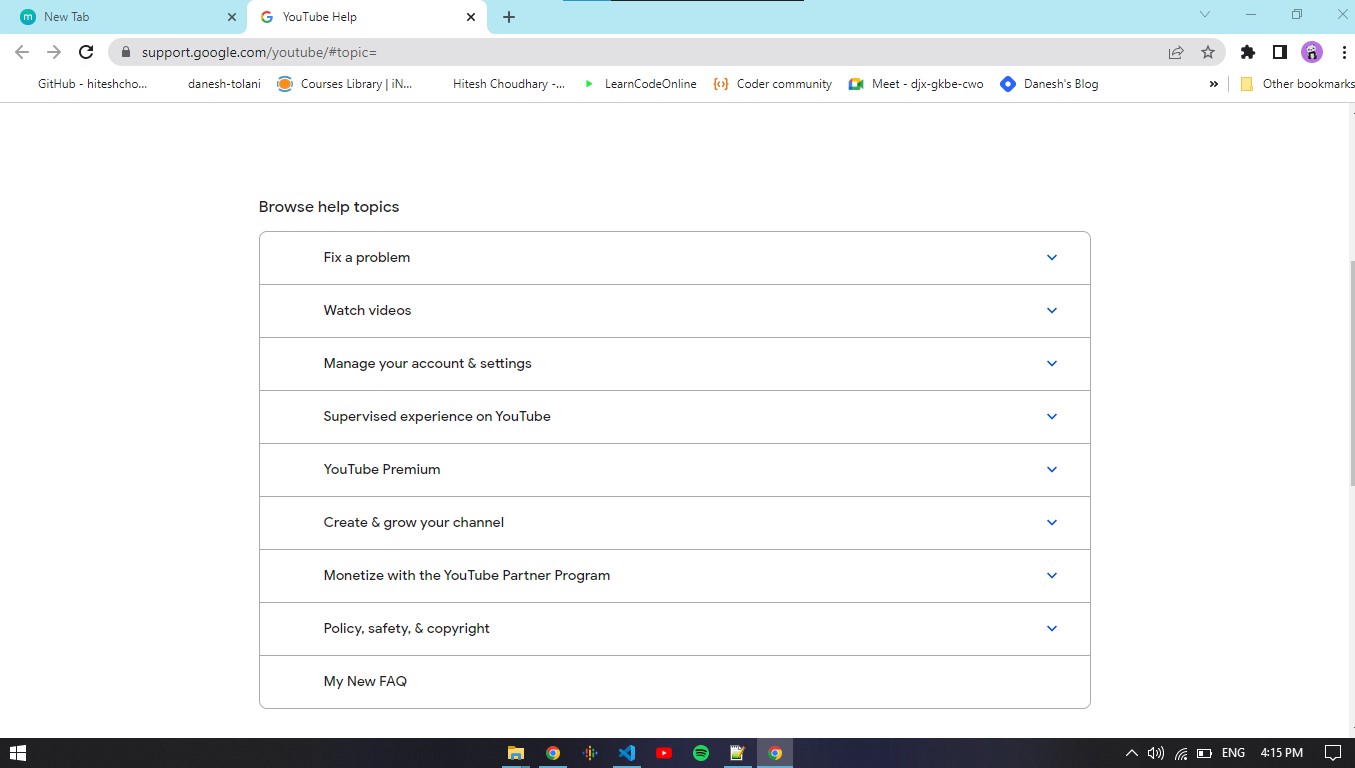 New Tab
YouTube Help
support.google.com/youtube/#topic=
GitHub - hiteshcho...
danesh-tolani
Courses Library | iN...
Hitesh Choudhary -...
LearnCodeOnline
Coder community
Meet - djx-gkbe-cwo
Danesh's Blog
Other bookmarks
Browse help topics
Fix a problem
Watch videos
Manage your account & settings
Supervised experience on YouTube
YouTube Premium
Create & grow your channel
Monetize with the YouTube Partner Program
Policy, safety, & copyright
My New FAQ
ENG
4:15 PM